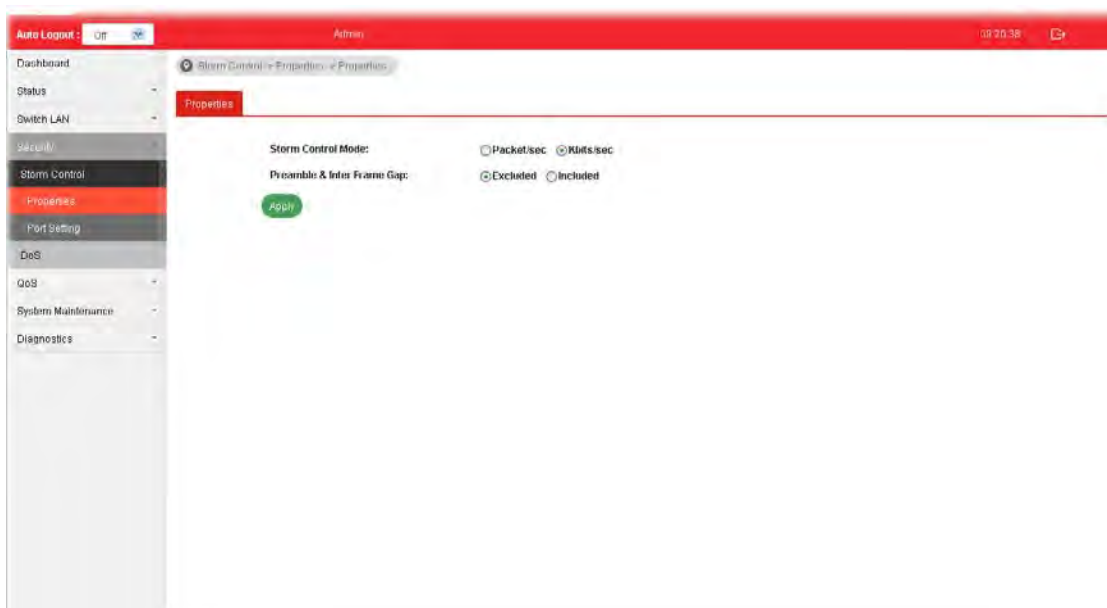 Auto Logout : Off
Admin
09:20:38
Dashboard
Storm Control > Properties > Properties
Status
Switch LAN
Properties
Security
Storm Control Mode: Packet/sec Kbits/sec
Storm Control
Preamble & Inter Frame Gap: Excluded Included
Properties
Apply
Port Setting
DoS
QoS
System Maintenance
Diagnostics